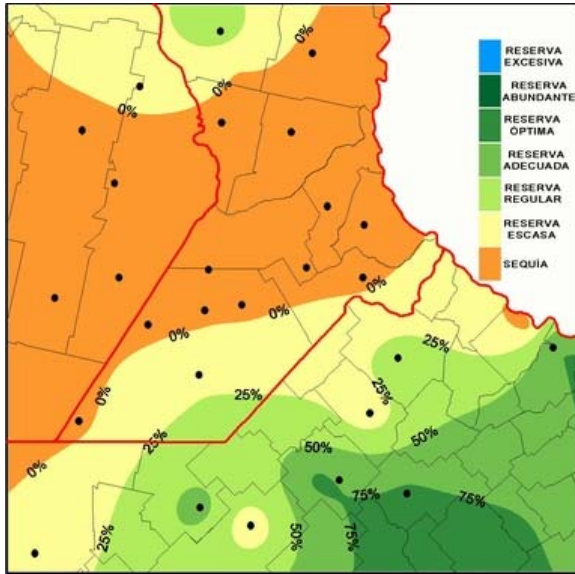 0%
0%
0%
RESERVA
EXCESIVA
RESERVA
ABUNDANTE
RESERVA
ÓPTIMA
RESERVA
ADECUADA
RESERVA
REGULAR
RESERVA
ESCASA
SEQUÍA
0%
0%
0%
25%
25%
0%
25%
25%
50%
50%
0%
75%
75%
25%
50%
75%